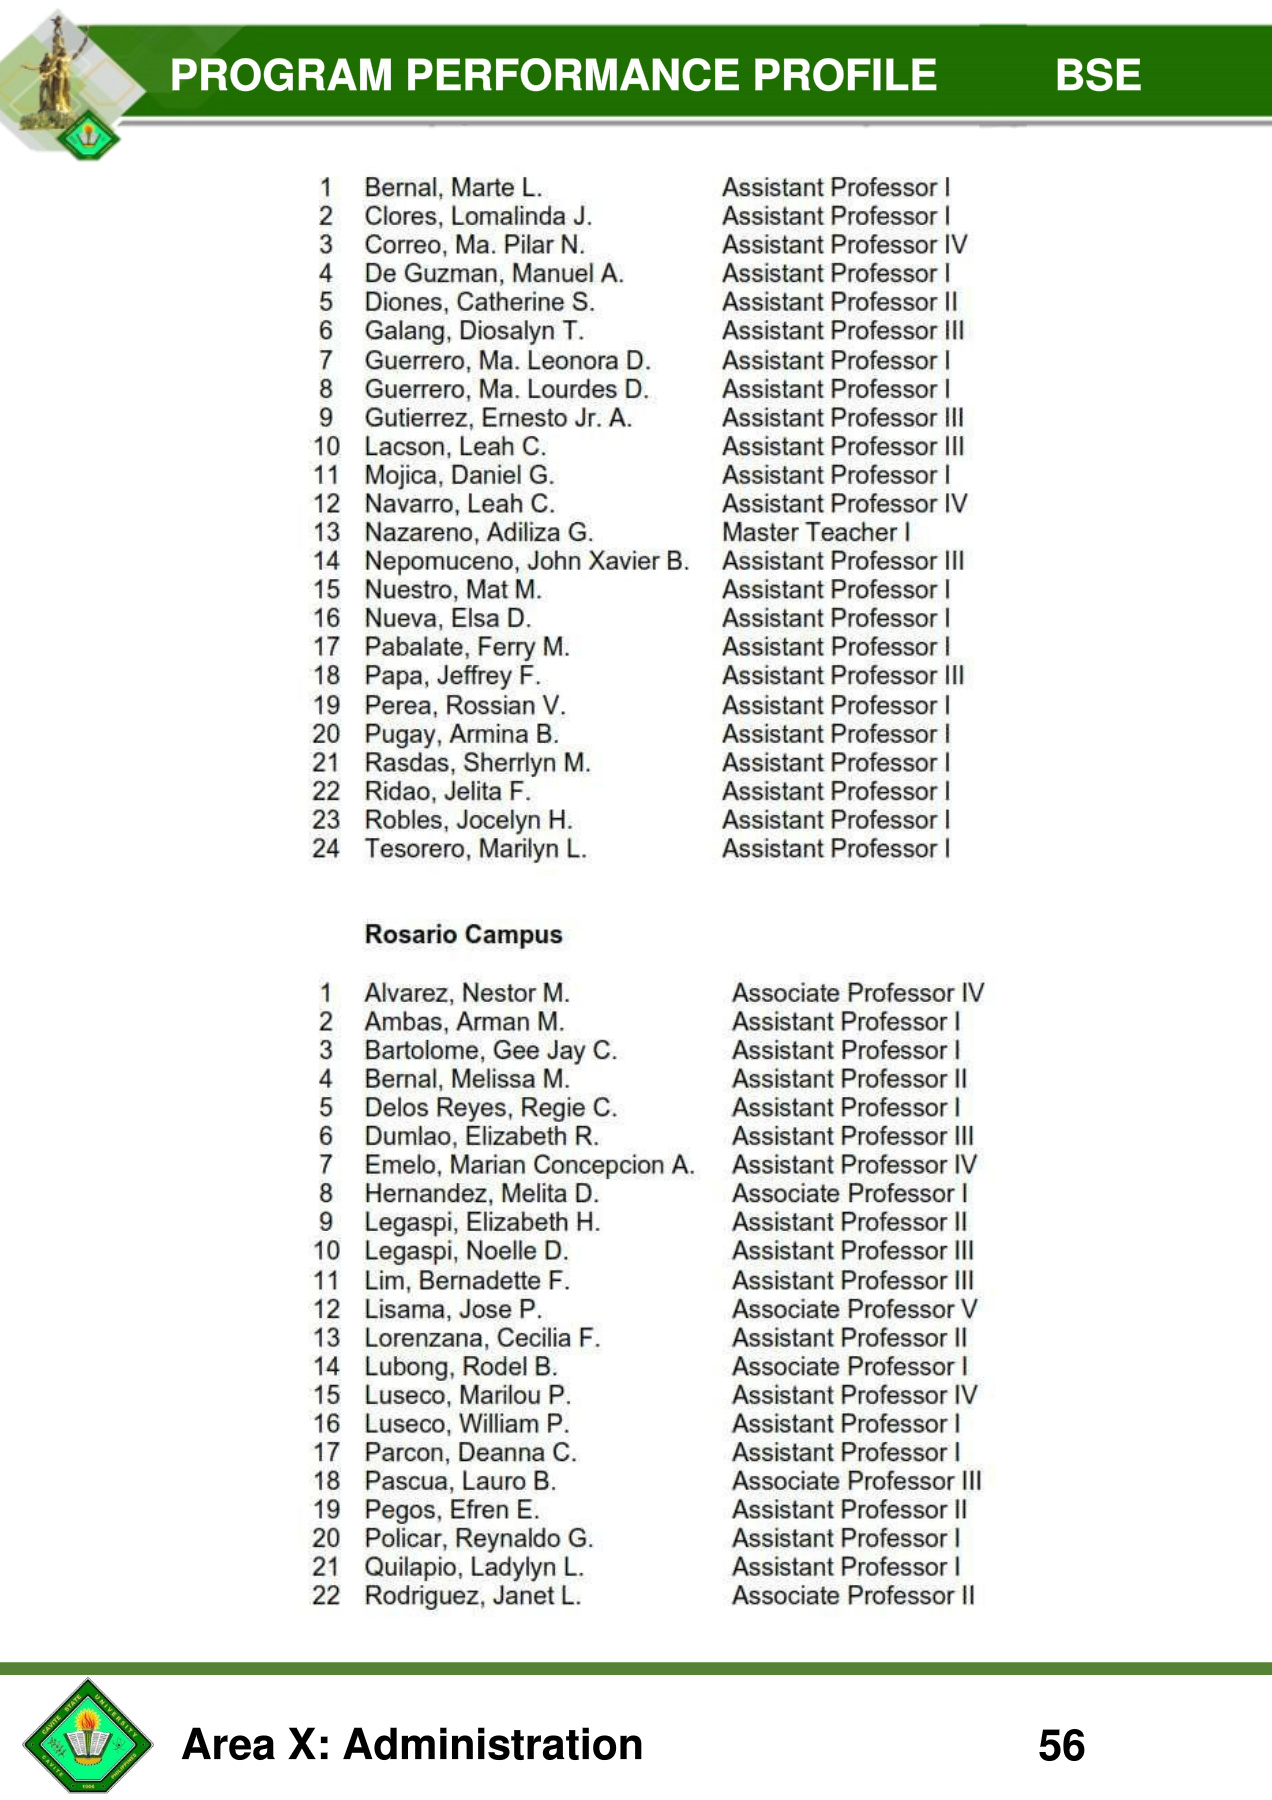 PROGRAM PERFORMANCE PROFILE BSE
1 Bernal, Marte L. Assistant Professor I
2 Clores, Lomalinda J. Assistant Professor I
3 Correo, Ma. Pilar N. Assistant Professor IV
4 De Guzman, Manuel A. Assistant Professor I
5 Diones, Catherine S. Assistant Professor II
6 Galang, Diosalyn T. Assistant Professor III
7 Guerrero, Ma. Leonora D. Assistant Professor I
8 Guerrero, Ma. Lourdes D. Assistant Professor I
9 Gutierrez, Ernesto Jr. A. Assistant Professor III
10 Lacson, Leah C. Assistant Professor III
11 Mojica, Daniel G. Assistant Professor I
12 Navarro, Leah C. Assistant Professor IV
13 Nazareno, Adiliza G. Master Teacher I
14 Nepomuceno, John Xavier B. Assistant Professor III
15 Nuestro, Mat M. Assistant Professor I
16 Nueva, Elsa D. Assistant Professor I
17 Pabalate, Ferry M. Assistant Professor I
18 Papa, Jeffrey F. Assistant Professor III
19 Perea, Rossian V. Assistant Professor I
20 Pugay, Armina B. Assistant Professor I
21 Rasdas, Sherrlyn M. Assistant Professor I
22 Ridao, Jelita F. Assistant Professor I
23 Robles, Jocelyn H. Assistant Professor I
24 Tesorero, Marilyn L. Assistant Professor I
Rosario Campus
1 Alvarez, Nestor M. Associate Professor IV
2 Ambas, Arman M. Assistant Professor I
3 Bartolome, Gee Jay C. Assistant Professor I
4 Bernal, Melissa M. Assistant Professor II
5 Delos Reyes, Regie C. Assistant Professor I
6 Dumlao, Elizabeth R. Assistant Professor III
7 Emelo, Marian Concepcion A. Assistant Professor IV
8 Hernandez, Melita D. Associate Professor I
9 Legaspi, Elizabeth H. Assistant Professor II
10 Legaspi, Noelle D. Assistant Professor III
11 Lim, Bernadette F. Assistant Professor III
12 Lisama, Jose P. Associate Professor V
13 Lorenzana, Cecilia F. Assistant Professor II
14 Lubong, Rodel B. Associate Professor I
15 Luseco, Marilou P. Assistant Professor IV
16 Luseco, William P. Assistant Professor I
17 Parcon, Deanna C. Assistant Professor I
18 Pascua, Lauro B. Associate Professor III
19 Pegos, Efren E. Assistant Professor II
20 Policar, Reynaldo G. Assistant Professor I
21 Quilapio, Ladylyn L. Assistant Professor I
22 Rodriguez, Janet L. Associate Professor II
CAVITE STATE UNIVERSITY
CAVITE 1906 PHILIPPINES
Area X: Administration 56